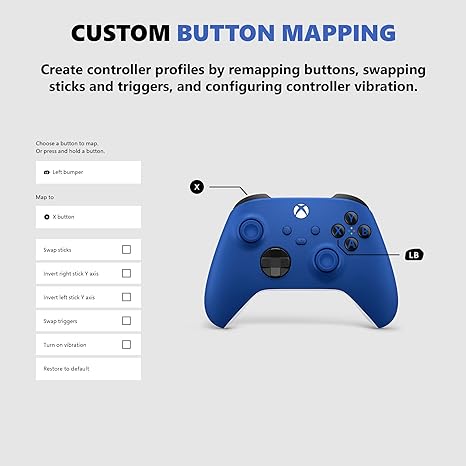 CUSTOM BUTTON MAPPING
Create controller profiles by remapping buttons, swapping
sticks and triggers, and configuring controller vibration.
Choose a button to map.
Or press and hold a button.
Left bumper
Map to
X button
Swap sticks
Invert right stick Y axis
Invert left stick Y axis
Swap triggers
Turn on vibration
Restore to default
X
Y
X
B
A
LB